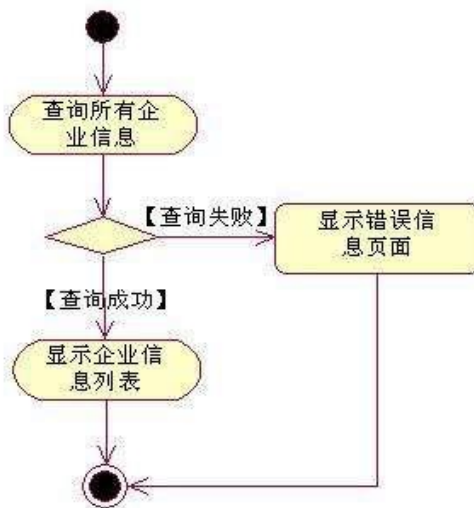 查询所有企
业信息
【查询失败】
显示错误信
息页面
【查询成功】
显示企业信
息列表